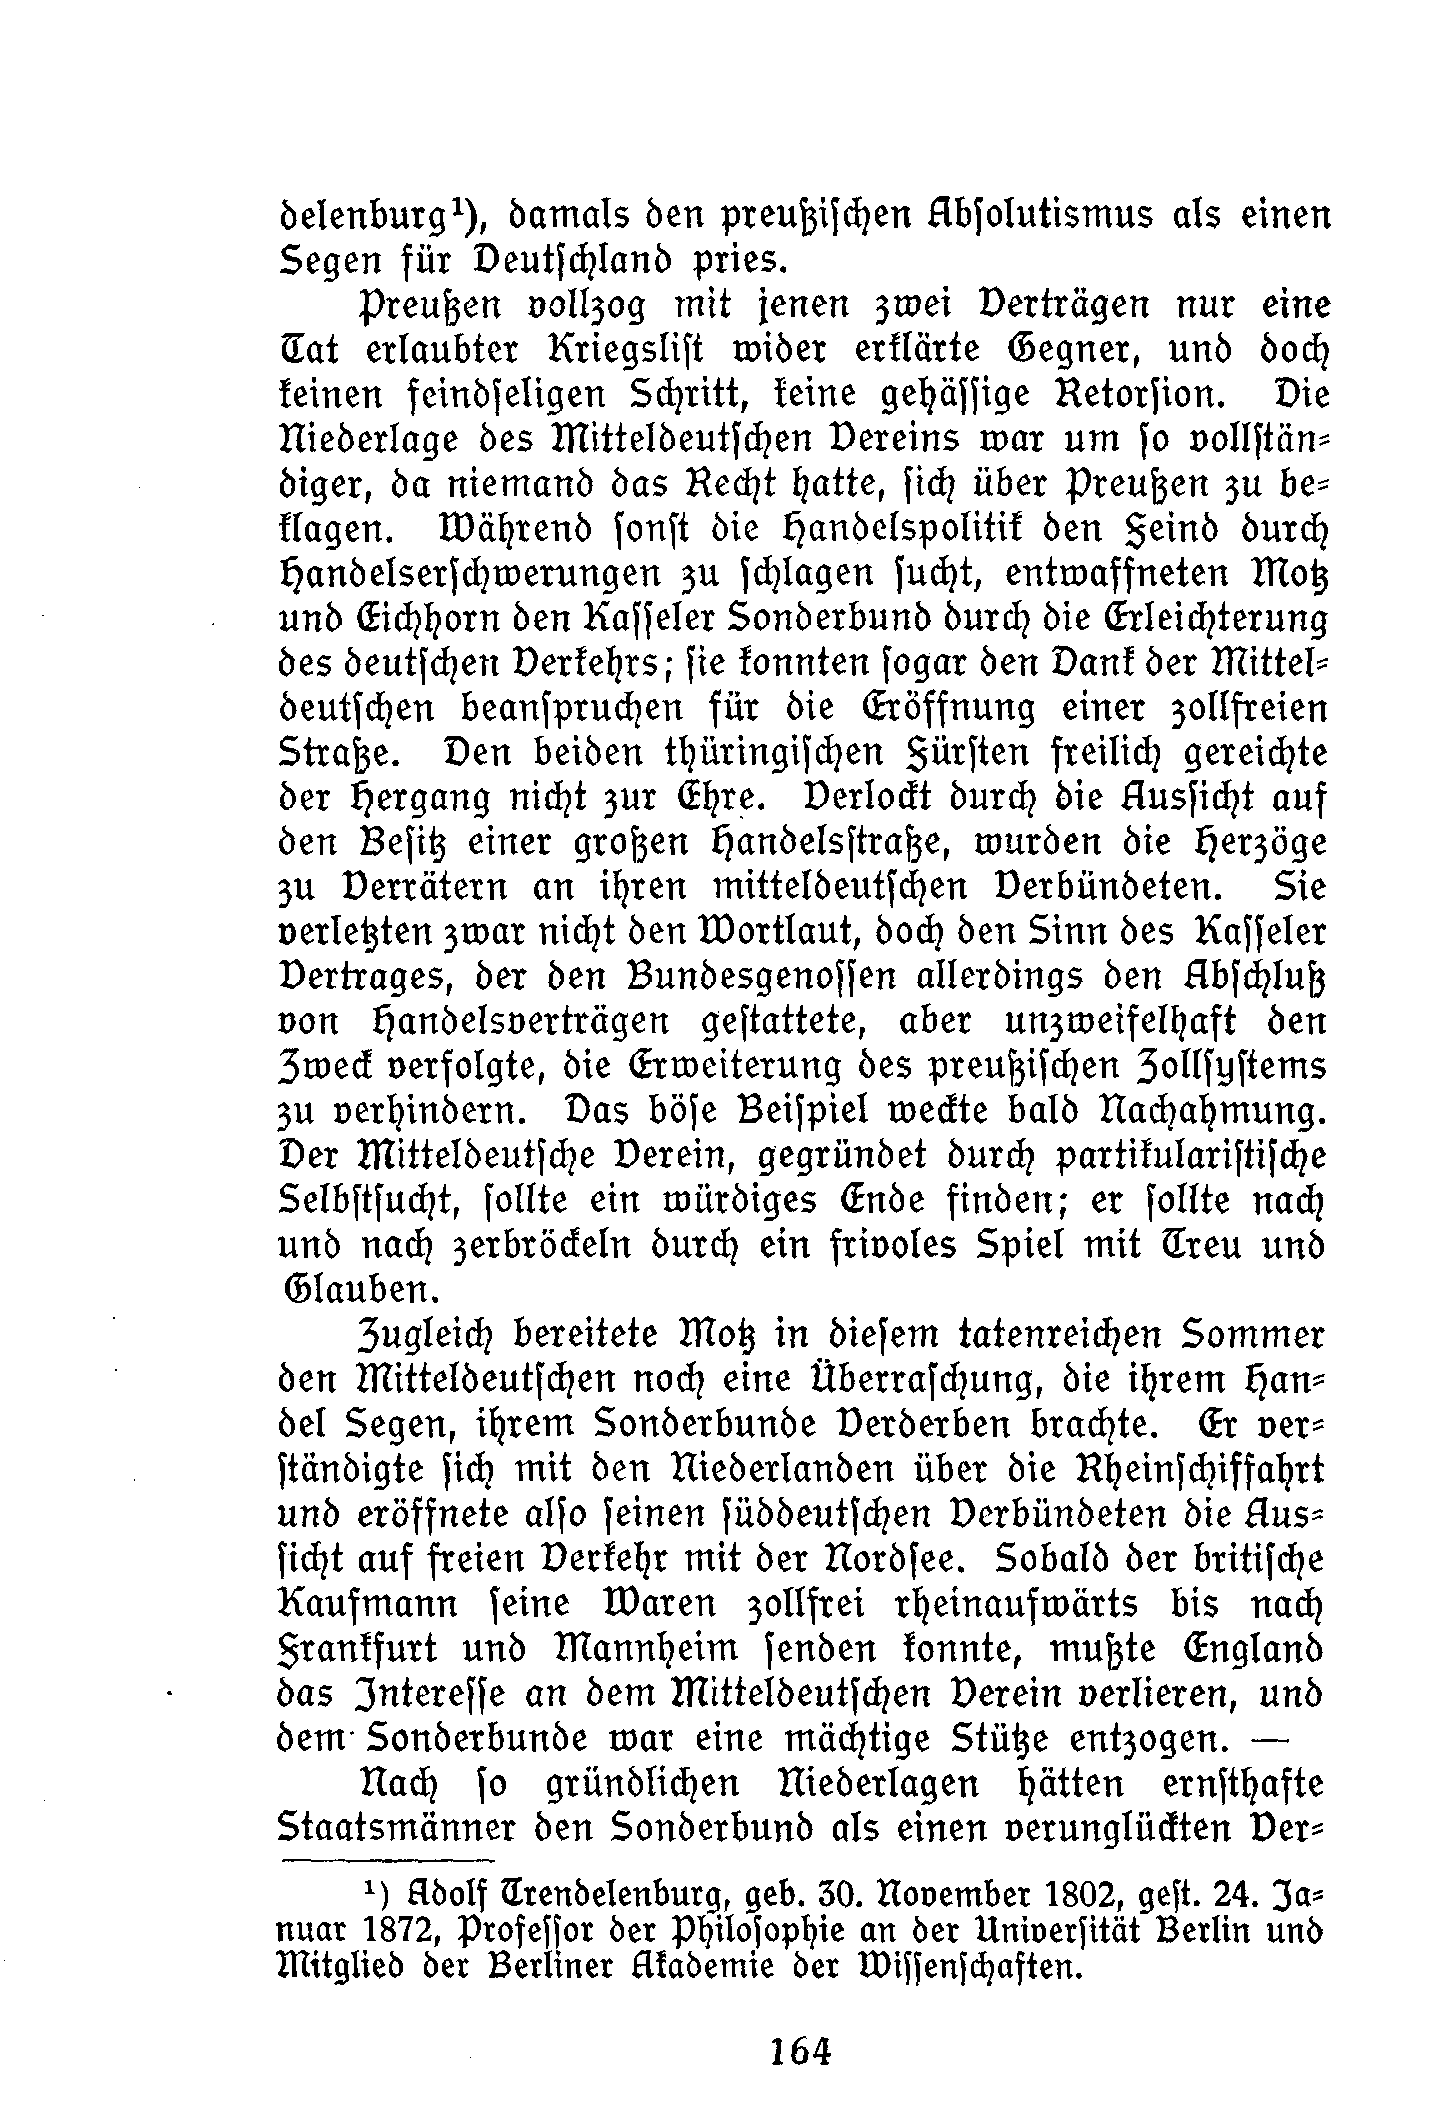 delenburg¹), damals den preußiſchen Abſolutismus als einen
Segen für Deutſchland pries.
Preußen vollzog mit jenen zwei Verträgen nur eine
Tat erlaubter Kriegsliſt wider erklärte Gegner, und doch
keinen feindſeligen Schritt, keine gehäſſige Retorſion. Die
Niederlage des Mitteldeutſchen Vereins war um ſo vollſtän⸗
diger, da niemand das Recht hatte, ſich über Preußen zu be⸗
klagen. Während ſonſt die Handelspolitik den Feind durch
Handelserſchwerungen zu ſchlagen ſucht, entwaffneten Motz
und Eichhorn den Kaſſeler Sonderbund durch die Erleichterung
des deutſchen Verkehrs; ſie konnten ſogar den Dank der Mittel⸗
deutſchen beanſpruchen für die Eröffnung einer zollfreien
Straße. Den beiden thüringiſchen Fürſten freilich gereichte
der Hergang nicht zur Ehre. Verlockt durch die Ausſicht auf
den Beſitz einer großen Handelsſtraße, wurden die Herzöge
zu Verrätern an ihren mitteldeutſchen Verbündeten. Sie
verletzten zwar nicht den Wortlaut, doch den Sinn des Kaſſeler
Vertrages, der den Bundesgenoſſen allerdings den Abſchluß
von Handelsverträgen geſtattete, aber unzweifelhaft den
Zweck verfolgte, die Erweiterung des preußiſchen Zollſyſtems
zu verhindern. Das böſe Beiſpiel weckte bald Nachahmung.
Der Mitteldeutſche Verein, gegründet durch partikulariſtiſche
Selbſtſucht, ſollte ein würdiges Ende finden; er ſollte nach
und nach zerbröckeln durch ein frivoles Spiel mit Treu und
Glauben.
Zugleich bereitete Motz in dieſem tatenreichen Sommer
den Mitteldeutſchen noch eine Überraſchung, die ihrem Han⸗
del Segen, ihrem Sonderbunde Verderben brachte. Er ver⸗
ſtändigte ſich mit den Niederlanden über die Rheinſchiffahrt
und eröffnete alſo ſeinen ſüddeutſchen Verbündeten die Aus⸗
ſicht auf freien Verkehr mit der Nordſee. Sobald der britiſche
Kaufmann ſeine Waren zollfrei rheinaufwärts bis nach
Frankfurt und Mannheim ſenden konnte, mußte England
das Intereſſe an dem Mitteldeutſchen Verein verlieren, und
dem Sonderbunde war eine mächtige Stütze entzogen. —
Nach ſo gründlichen Niederlagen hätten ernſthafte
Staatsmänner den Sonderbund als einen verunglückten Ver⸗
¹) Adolf Trendelenburg, geb. 30. November 1802, geſt. 24. Ja⸗
nuar 1872, Profeſſor der Philoſophie an der Univerſität Berlin und
Mitglied der Berliner Akademie der Wiſſenſchaften.
164